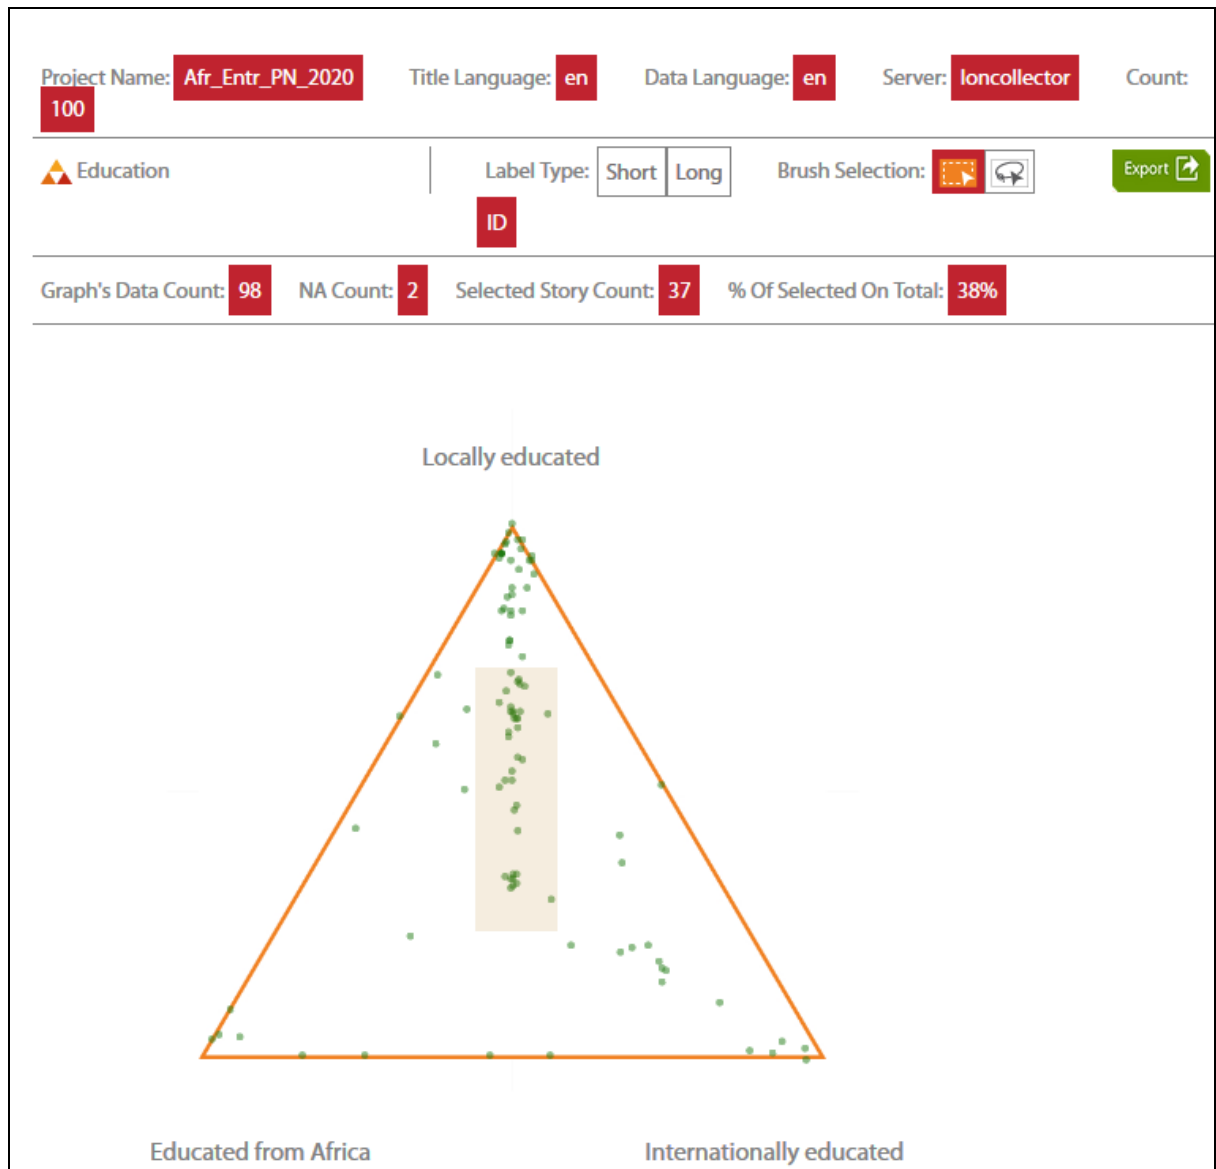 Project Name: Afr_Entr_PN_2020 Title Language: en Data Language: en Server: loncollector Count:
100
Education Label Type: Short Long Brush Selection: Export
ID
Graph's Data Count: 98 NA Count: 2 Selected Story Count: 37 % Of Selected On Total: 38%
Locally educated
Educated from Africa Internationally educated